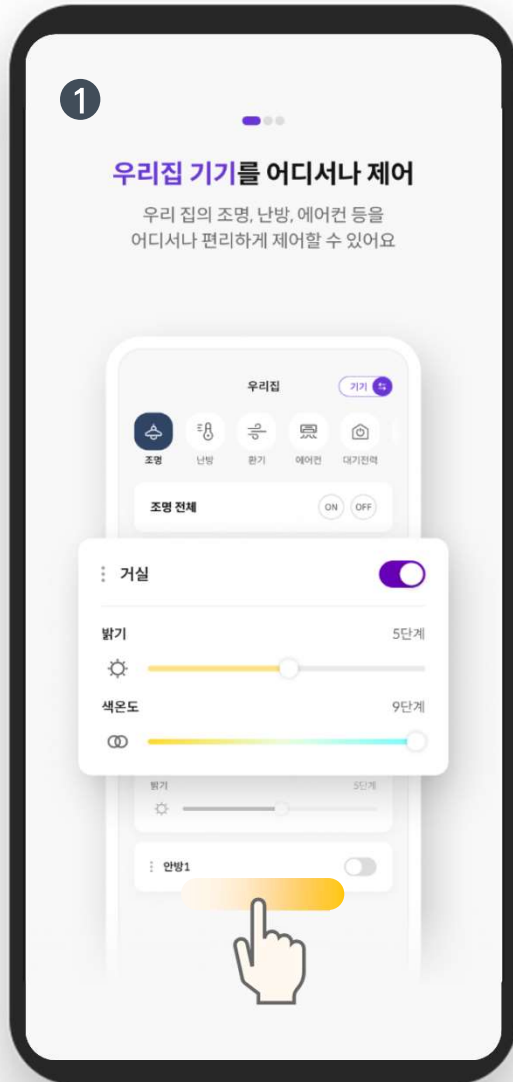 1
우리집 기기를 어디서나 제어
우리 집의 조명, 난방, 에어컨 등을
어디서나 편리하게 제어할 수 있어요
우리집
기기
조명 난방 환기 에어컨 대기전력
조명 전체 ON OFF
거실
밝기 5단계
색온도 9단계
밝기 5단계
안방1